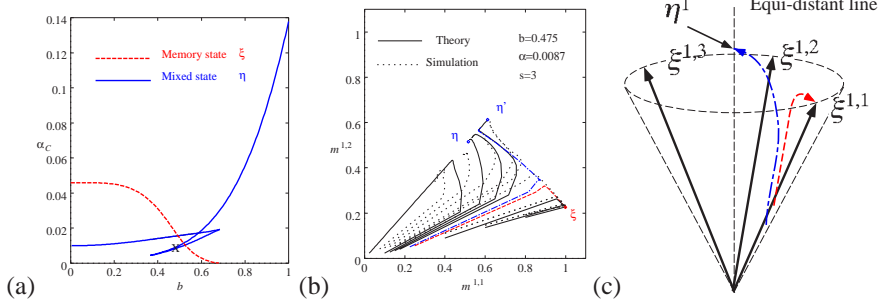 (a)
0.14
0.12
0.1
0.08
0.06
0.04
0.02
0
α_C
Memory state ξ
Mixed state η
x
0 0.2 0.4 0.6 0.8 1
b
(b)
1
0.8
0.6
0.4
0.2
0
m^{1,2}
Theory
Simulation
b=0.475
α=0.0087
s=3
η'
η
ξ
0 0.2 0.4 0.6 0.8 1
m^{1,1}
(c)
Equi-distant line
η^1
ξ^{1,3}
ξ^{1,2}
ξ^{1,1}